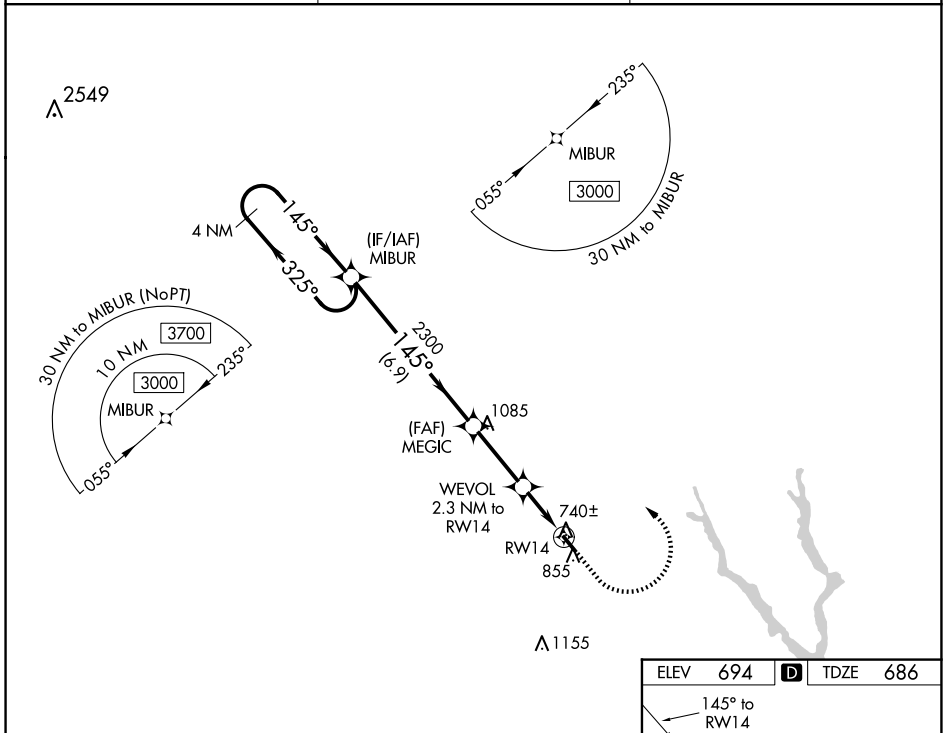 2549
235°
MIBUR
3000
055°
30 NM to MIBUR
4 NM
145°
325°
(IF/IAF)
MIBUR
2300
145°
(6.9)
30 NM to MIBUR (NoPT)
3700
10 NM
3000
235°
MIBUR
055°
1085
(FAF)
MEGIC
WEVOL
2.3 NM to
RW14
740±
RW14
855
1155
ELEV 694 D TDZE 686
145° to
RW14